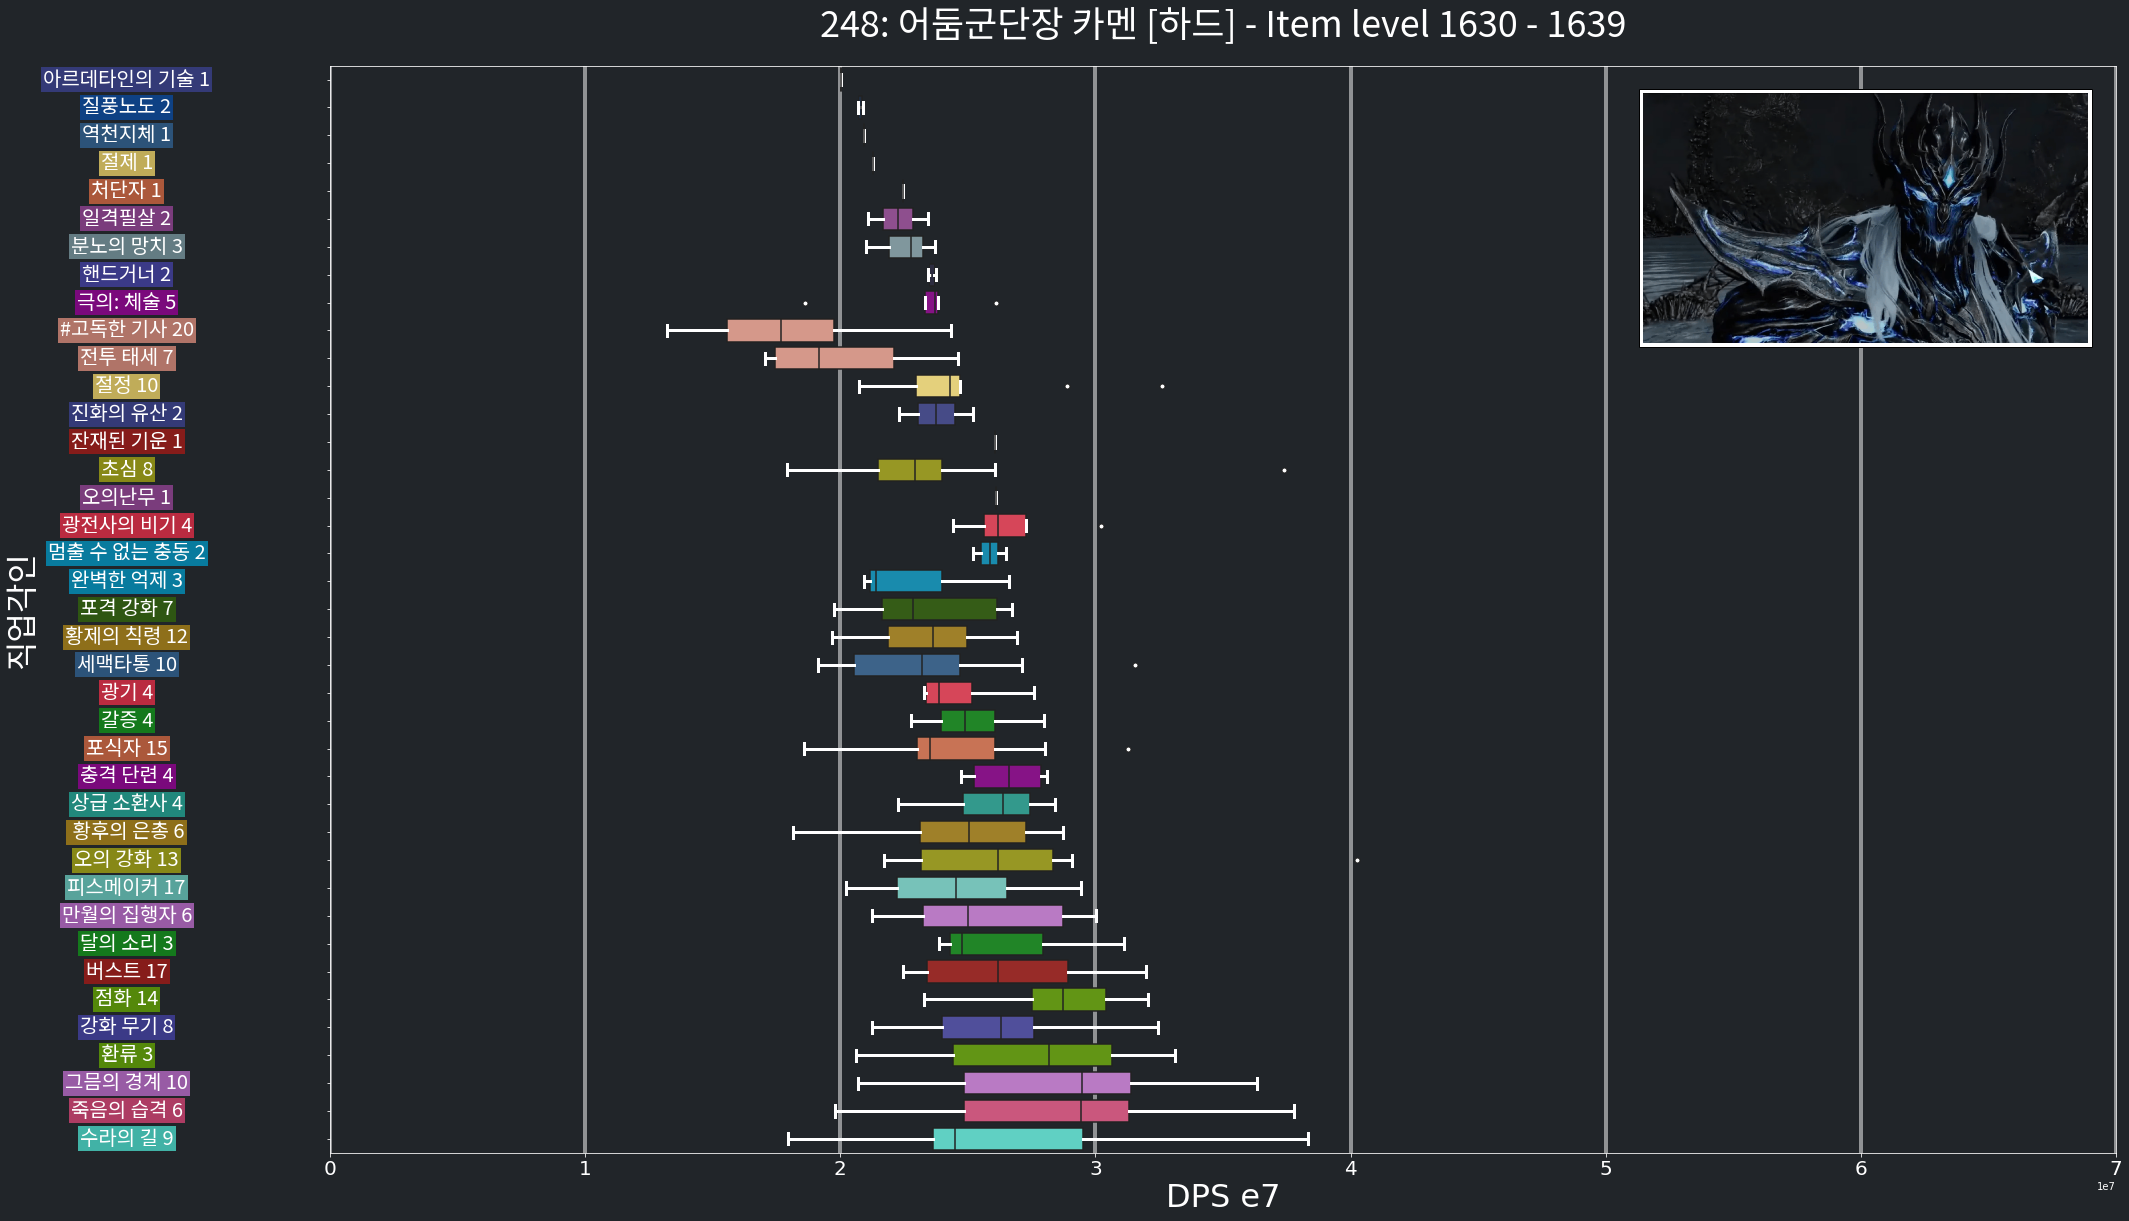 248: 어둠군단장 카멘 [하드] - Item level 1630 - 1639
아르데타인의 기술 1
질풍노도 2
역천지체 1
절제 1
처단자 1
일격필살 2
분노의 망치 3
핸드거너 2
극의: 체술 5
#고독한 기사 20
전투 태세 7
절정 10
진화의 유산 2
잔재된 기운 1
초심 8
오의난무 1
광전사의 비기 4
멈출 수 없는 충동 2
완벽한 억제 3
포격 강화 7
황제의 칙령 12
세맥타통 10
광기 4
갈증 4
포식자 15
충격 단련 4
상급 소환사 4
황후의 은총 6
오의 강화 13
피스메이커 17
만월의 집행자 6
달의 소리 3
버스트 17
점화 14
강화 무기 8
환류 3
그믐의 경계 10
죽음의 습격 6
수라의 길 9
직업각인
0 1 2 3 4 5 6 7
1e7
DPS e7